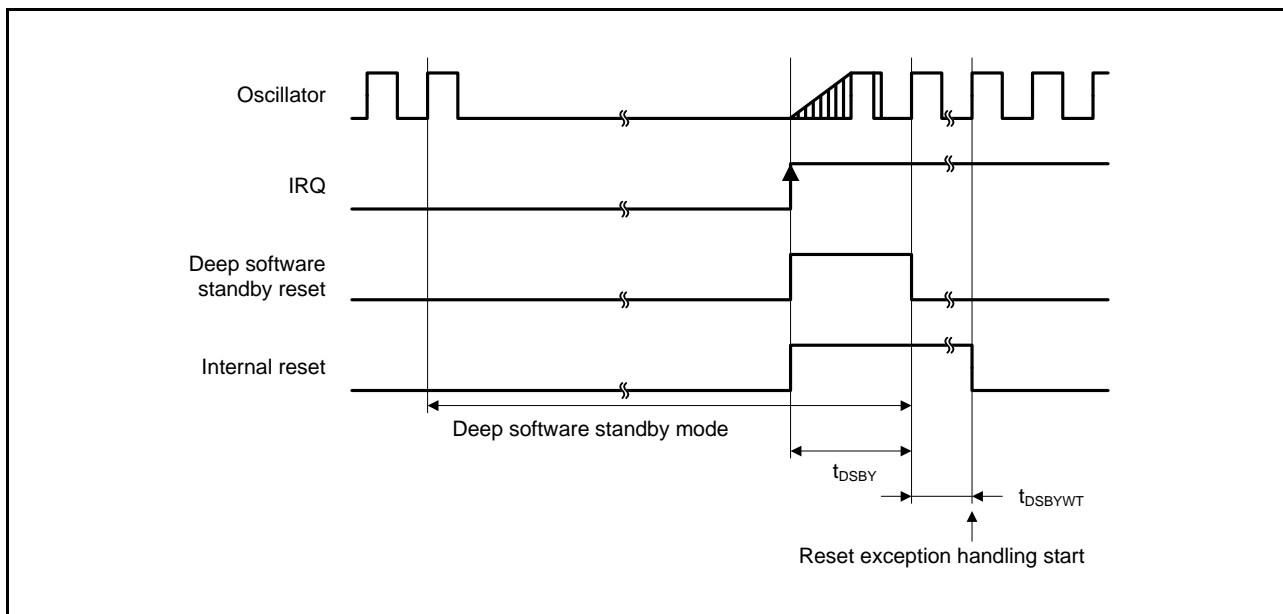 Oscillator
IRQ
Deep software
standby reset
Internal reset
Deep software standby mode
tDSBY
tDSBYWT
Reset exception handling start